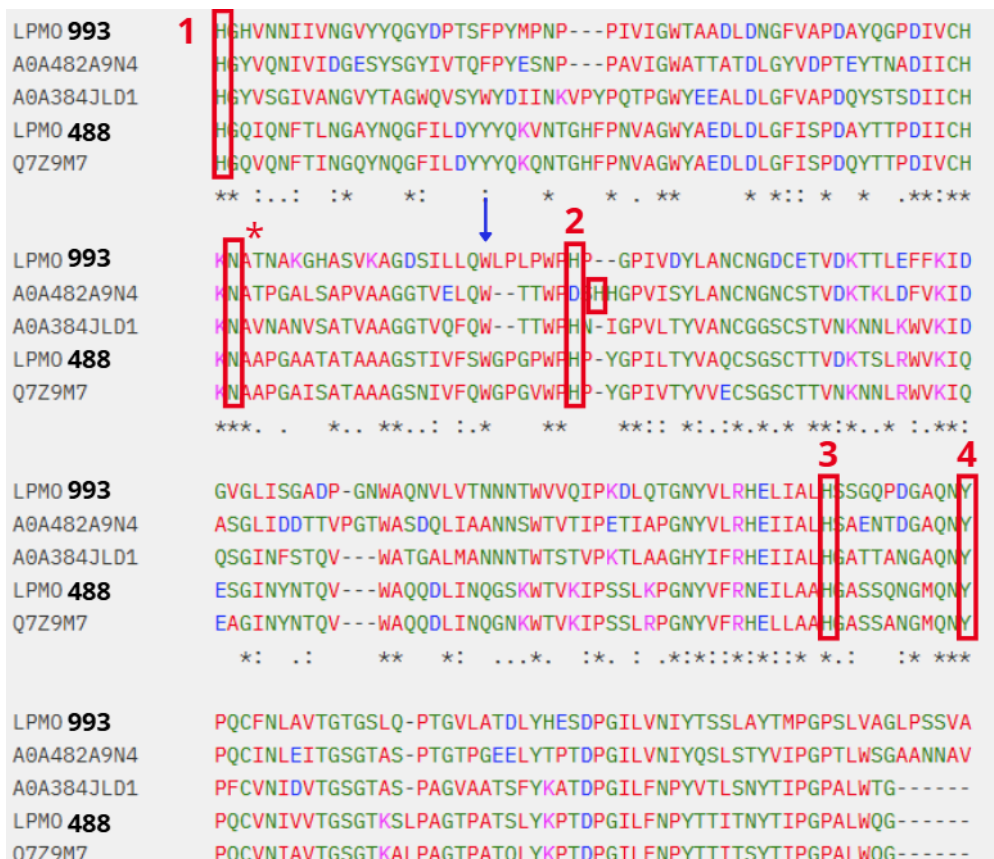 1
LPMO 993 HGHVNNIIVNGVYYQGYDPTSFPYMPNP---PIVIGWTAADLDNGFVAPDAYQGPDIVCH
A0A482A9N4 HGYVQNIVIDGESYSGYIVTQFPYESNP---PAVIGWATTATDLGYVDPTEYTNADIICH
A0A384JLD1 HGYVSGIVANGVYTAGWQVSYWYDIINKVPYPQTPGWYEEALDLGFVAPDQYSTSDIICH
LPMO 488 HGQIQNFTLNGAYNQGFILDYYYQKVNTGHFPNVAGWYAEDLDLGFISPDAYTTPDIICH
Q7Z9M7 HGQVQNFTINGQYNQGFILDYYYQKQNTGHFPNVAGWYAEDLDLGFISPDQYTTPDIVCH
** :..: :* *: : * * . ** * *:: * * .**:**
* 2
LPMO 993 KNATNAKGHASVKAGDSILLQWLPLPWPHP--GPIVDYLANCNGDCETVDKTTLEFFKID
A0A482A9N4 KNATPGALSAPVAAGGTVELQW--TTWPDSHHGPVISYLANCNGNCSTVDKTKLDFVKID
A0A384JLD1 KNAVNANVSATVAAGGTVQFQW--TTWPHN-IGPVLTYVANCGGSCSTVNKNNLKWVKID
LPMO 488 KNAAPGAATATAAAGSTIVFSWGPGPWPHP-YGPILTYVAQCSGSCTTVDKTSLRWVKIQ
Q7Z9M7 KNAAPGAISATAAAGSNIVFQWGPGVWPHP-YGPIVTYVVECSGSCTTVNKNNLRWVKIQ
***. . *.. **..: :.* ** **:: *:.:*.*.* **:*..* :.**:
3 4
LPMO 993 GVGLISGADP-GNWAQNVLVTNNNTWVVQIPKDLQTGNYVLRHELIALHSSGQPDGAQNY
A0A482A9N4 ASGLIDDTTVPGTWASDQLIAANNSWTVTIPETIAPGNYVLRHEIIALHSAENTDGAQNY
A0A384JLD1 QSGINFSTQV---WATGALMANNNTWTSTVPKTLAAGHYIFRHEIIALHGATTANGAQNY
LPMO 488 ESGINYNTQV---WAQQDLINQGSKWTVKIPSSLKPGNYVFRNEILAAHGASSQNGMQNY
Q7Z9M7 EAGINYNTQV---WAQQDLINQGNKWTVKIPSSLRPGNYVFRHELLAAHGASSANGMQNY
*: .: ** *: ...*. :*. : .*:*::*:*::* *.: :* ***
LPMO 993 PQCFNLAVTGTGSLQ-PTGVLATDLYHESDPGILVNIYTSSLAYTMPGPSLVAGLPSSVA
A0A482A9N4 PQCINLEITGSGTAS-PTGTPGEELYTPTDPGILVNIYQSLSTYVIPGPTLWSGAANNAV
A0A384JLD1 PFCVNIDVTGSGTAS-PAGVAATSFYKATDPGILFNPYVTLSNYTIPGPALWTG------
LPMO 488 PQCVNIVVTGSGTKSLPAGTPATSLYKPTDPGILFNPYTTITNYTIPGPALWQG------
Q7Z9M7 PQCVNIAVTGSGTKALPAGTPATQLYKPTDPGILFNPYTTITSYTIPGPALWQG------